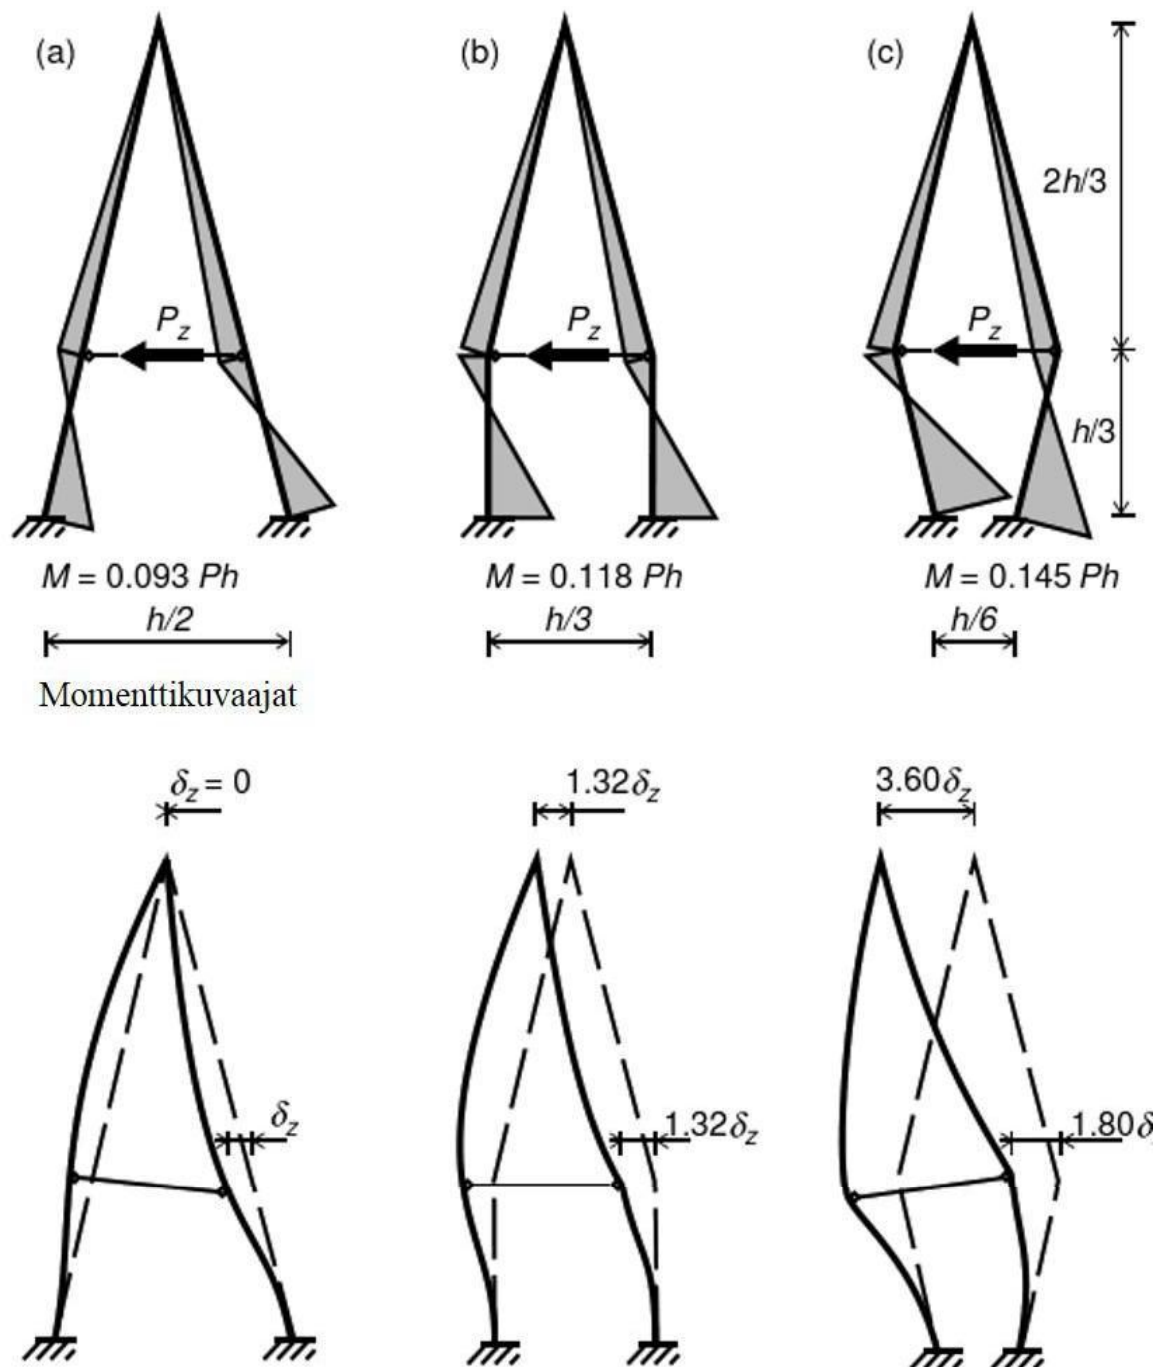 (a) (b) (c)
2h/3
P_z P_z P_z
h/3
M = 0.093 Ph M = 0.118 Ph M = 0.145 Ph
h/2 h/3 h/6
Momenttikuvaajat
δ_z = 0 1.32δ_z 3.60δ_z
δ_z 1.32δ_z 1.80δ